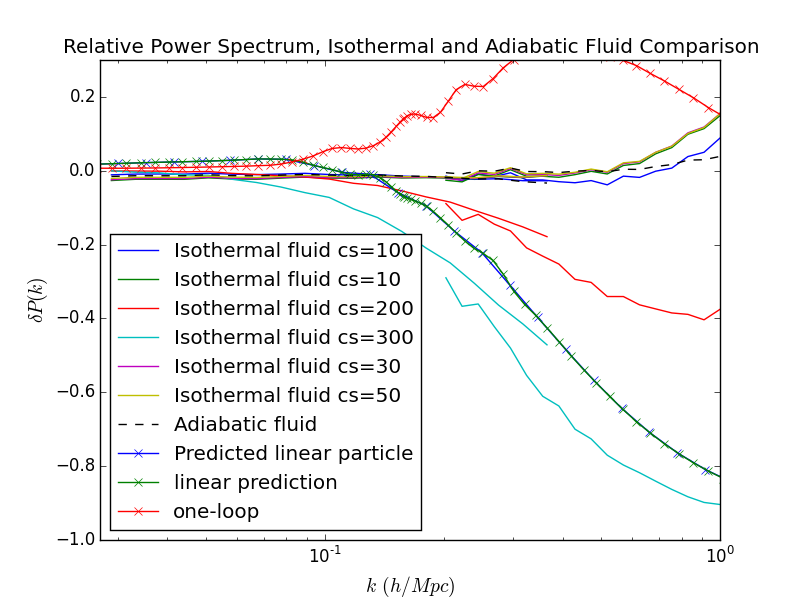 Relative Power Spectrum, Isothermal and Adiabatic Fluid Comparison
0.2
0.0
−0.2
−0.4
−0.6
−0.8
−1.0
δP(k)
Isothermal fluid cs=100
Isothermal fluid cs=10
Isothermal fluid cs=200
Isothermal fluid cs=300
Isothermal fluid cs=30
Isothermal fluid cs=50
Adiabatic fluid
Predicted linear particle
linear prediction
one-loop
10⁻¹ 10⁰
k (h/Mpc)